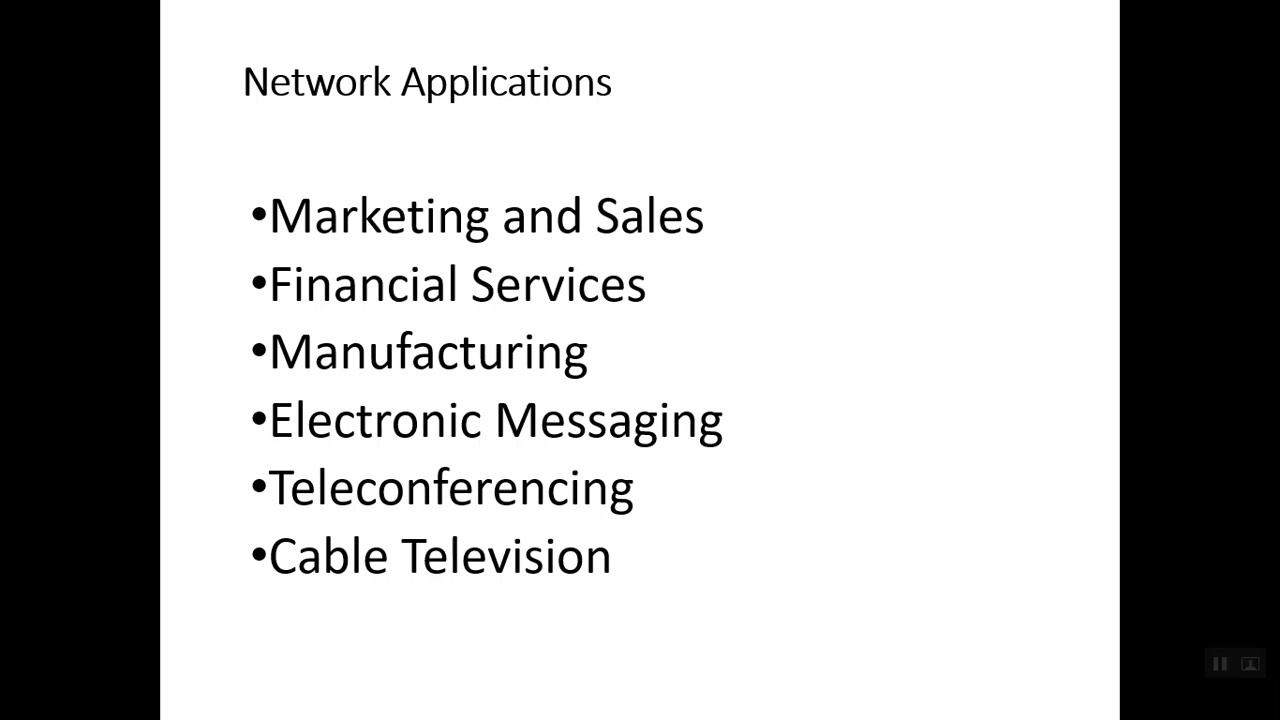 Network Applications
•Marketing and Sales
•Financial Services
•Manufacturing
•Electronic Messaging
•Teleconferencing
•Cable Television